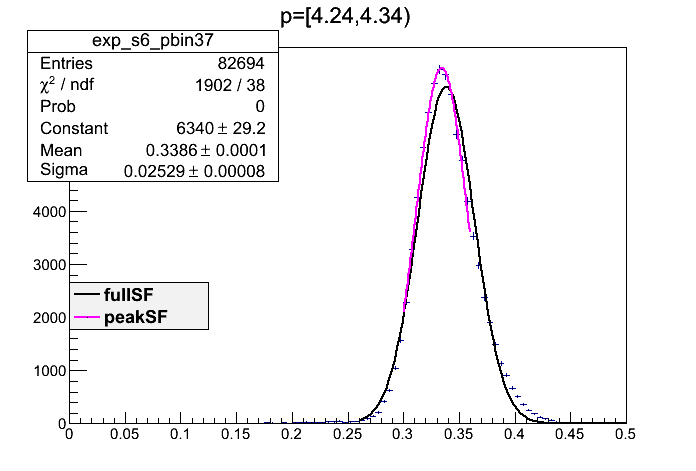 p=[4.24,4.34)
exp_s6_pbin37
Entries 82694
χ² / ndf 1902 / 38
Prob 0
Constant 6340 ± 29.2
Mean 0.3386 ± 0.0001
Sigma 0.02529 ± 0.00008
4000
3000
fullSF
peakSF
2000
1000
0
0 0.05 0.1 0.15 0.2 0.25 0.3 0.35 0.4 0.45 0.5